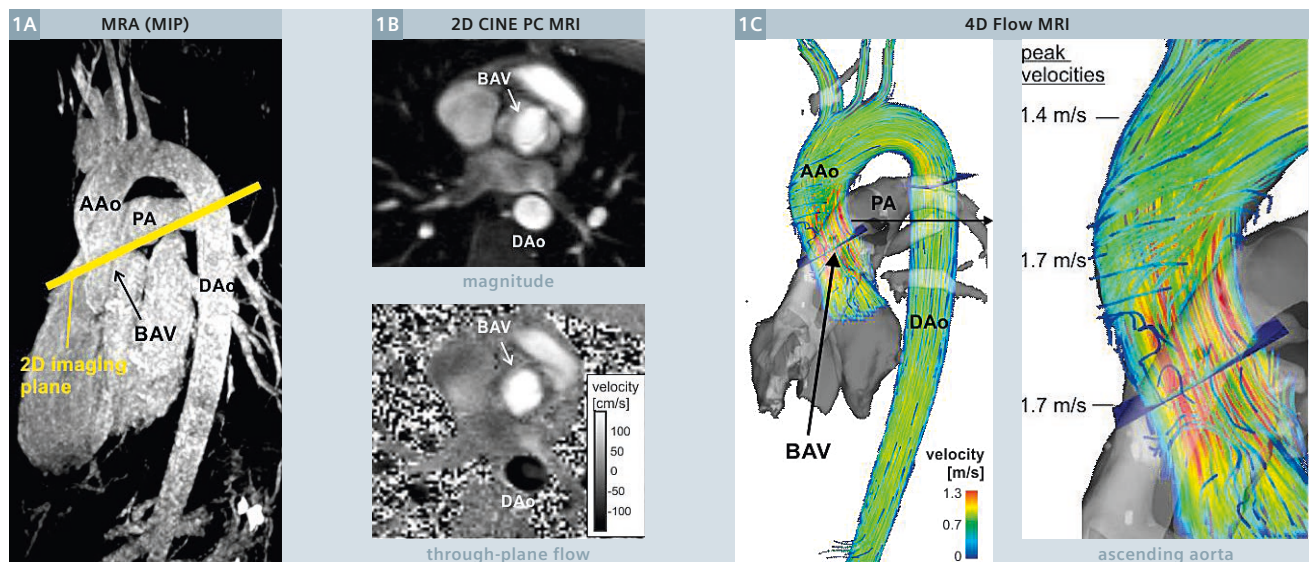 1A
MRA (MIP)
AAo
PA
DAo
BAV
2D imaging
plane
1B
2D CINE PC MRI
BAV
DAo
magnitude
BAV
velocity
[cm/s]
100
50
0
-50
-100
DAo
through-plane flow
1C
4D Flow MRI
AAo
PA
DAo
BAV
velocity
[m/s]
1.3
0.7
0
peak
velocities
1.4 m/s
1.7 m/s
1.7 m/s
ascending aorta